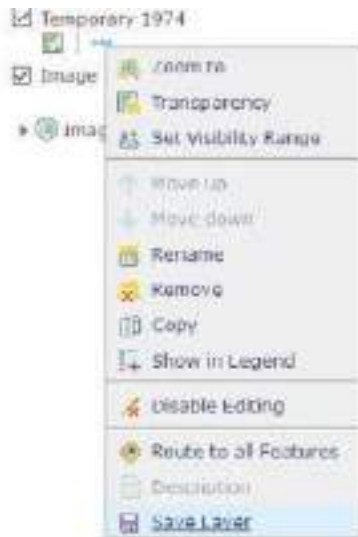 Temporary 1974
Image
Imag
Zoom to
Transparency
Set Visibility Range
Move up
Move down
Rename
Remove
Copy
Show in Legend
Disable Editing
Route to all Features
Description
Save Layer